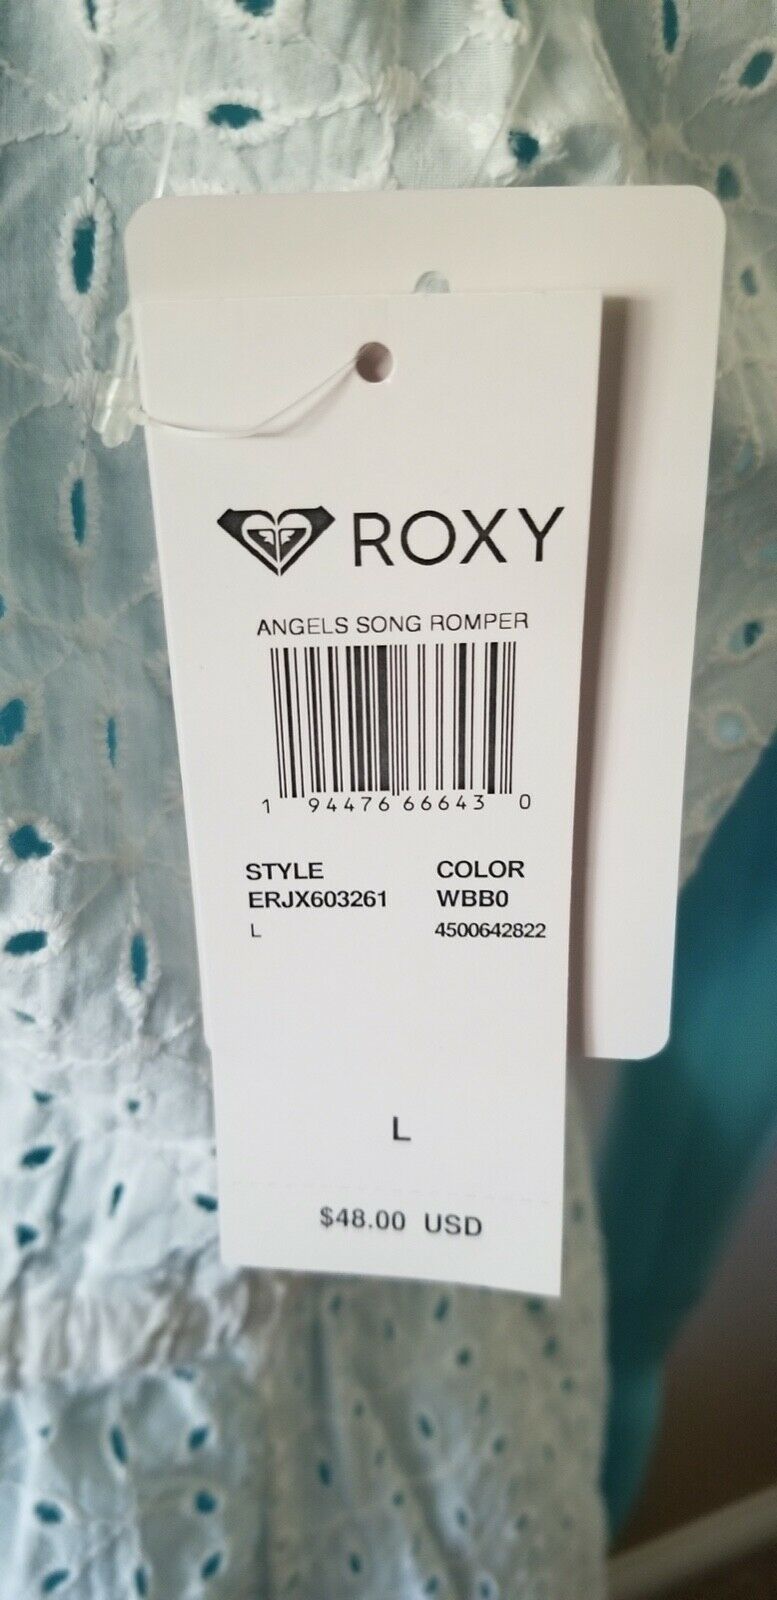 ROXY
ANGELS SONG ROMPER
1 94476 66643 0
STYLE COLOR
ERJX603261 WBB0
L 4500642822
L
$48.00 USD